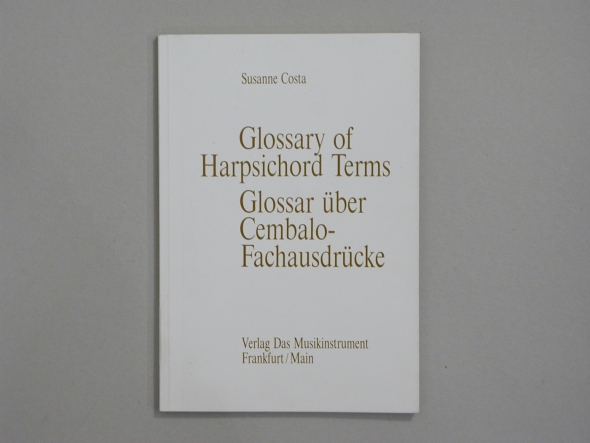 Susanne Costa
Glossary of
Harpsichord Terms
Glossar über
Cembalo-
Fachausdrücke
Verlag Das Musikinstrument
Frankfurt/Main